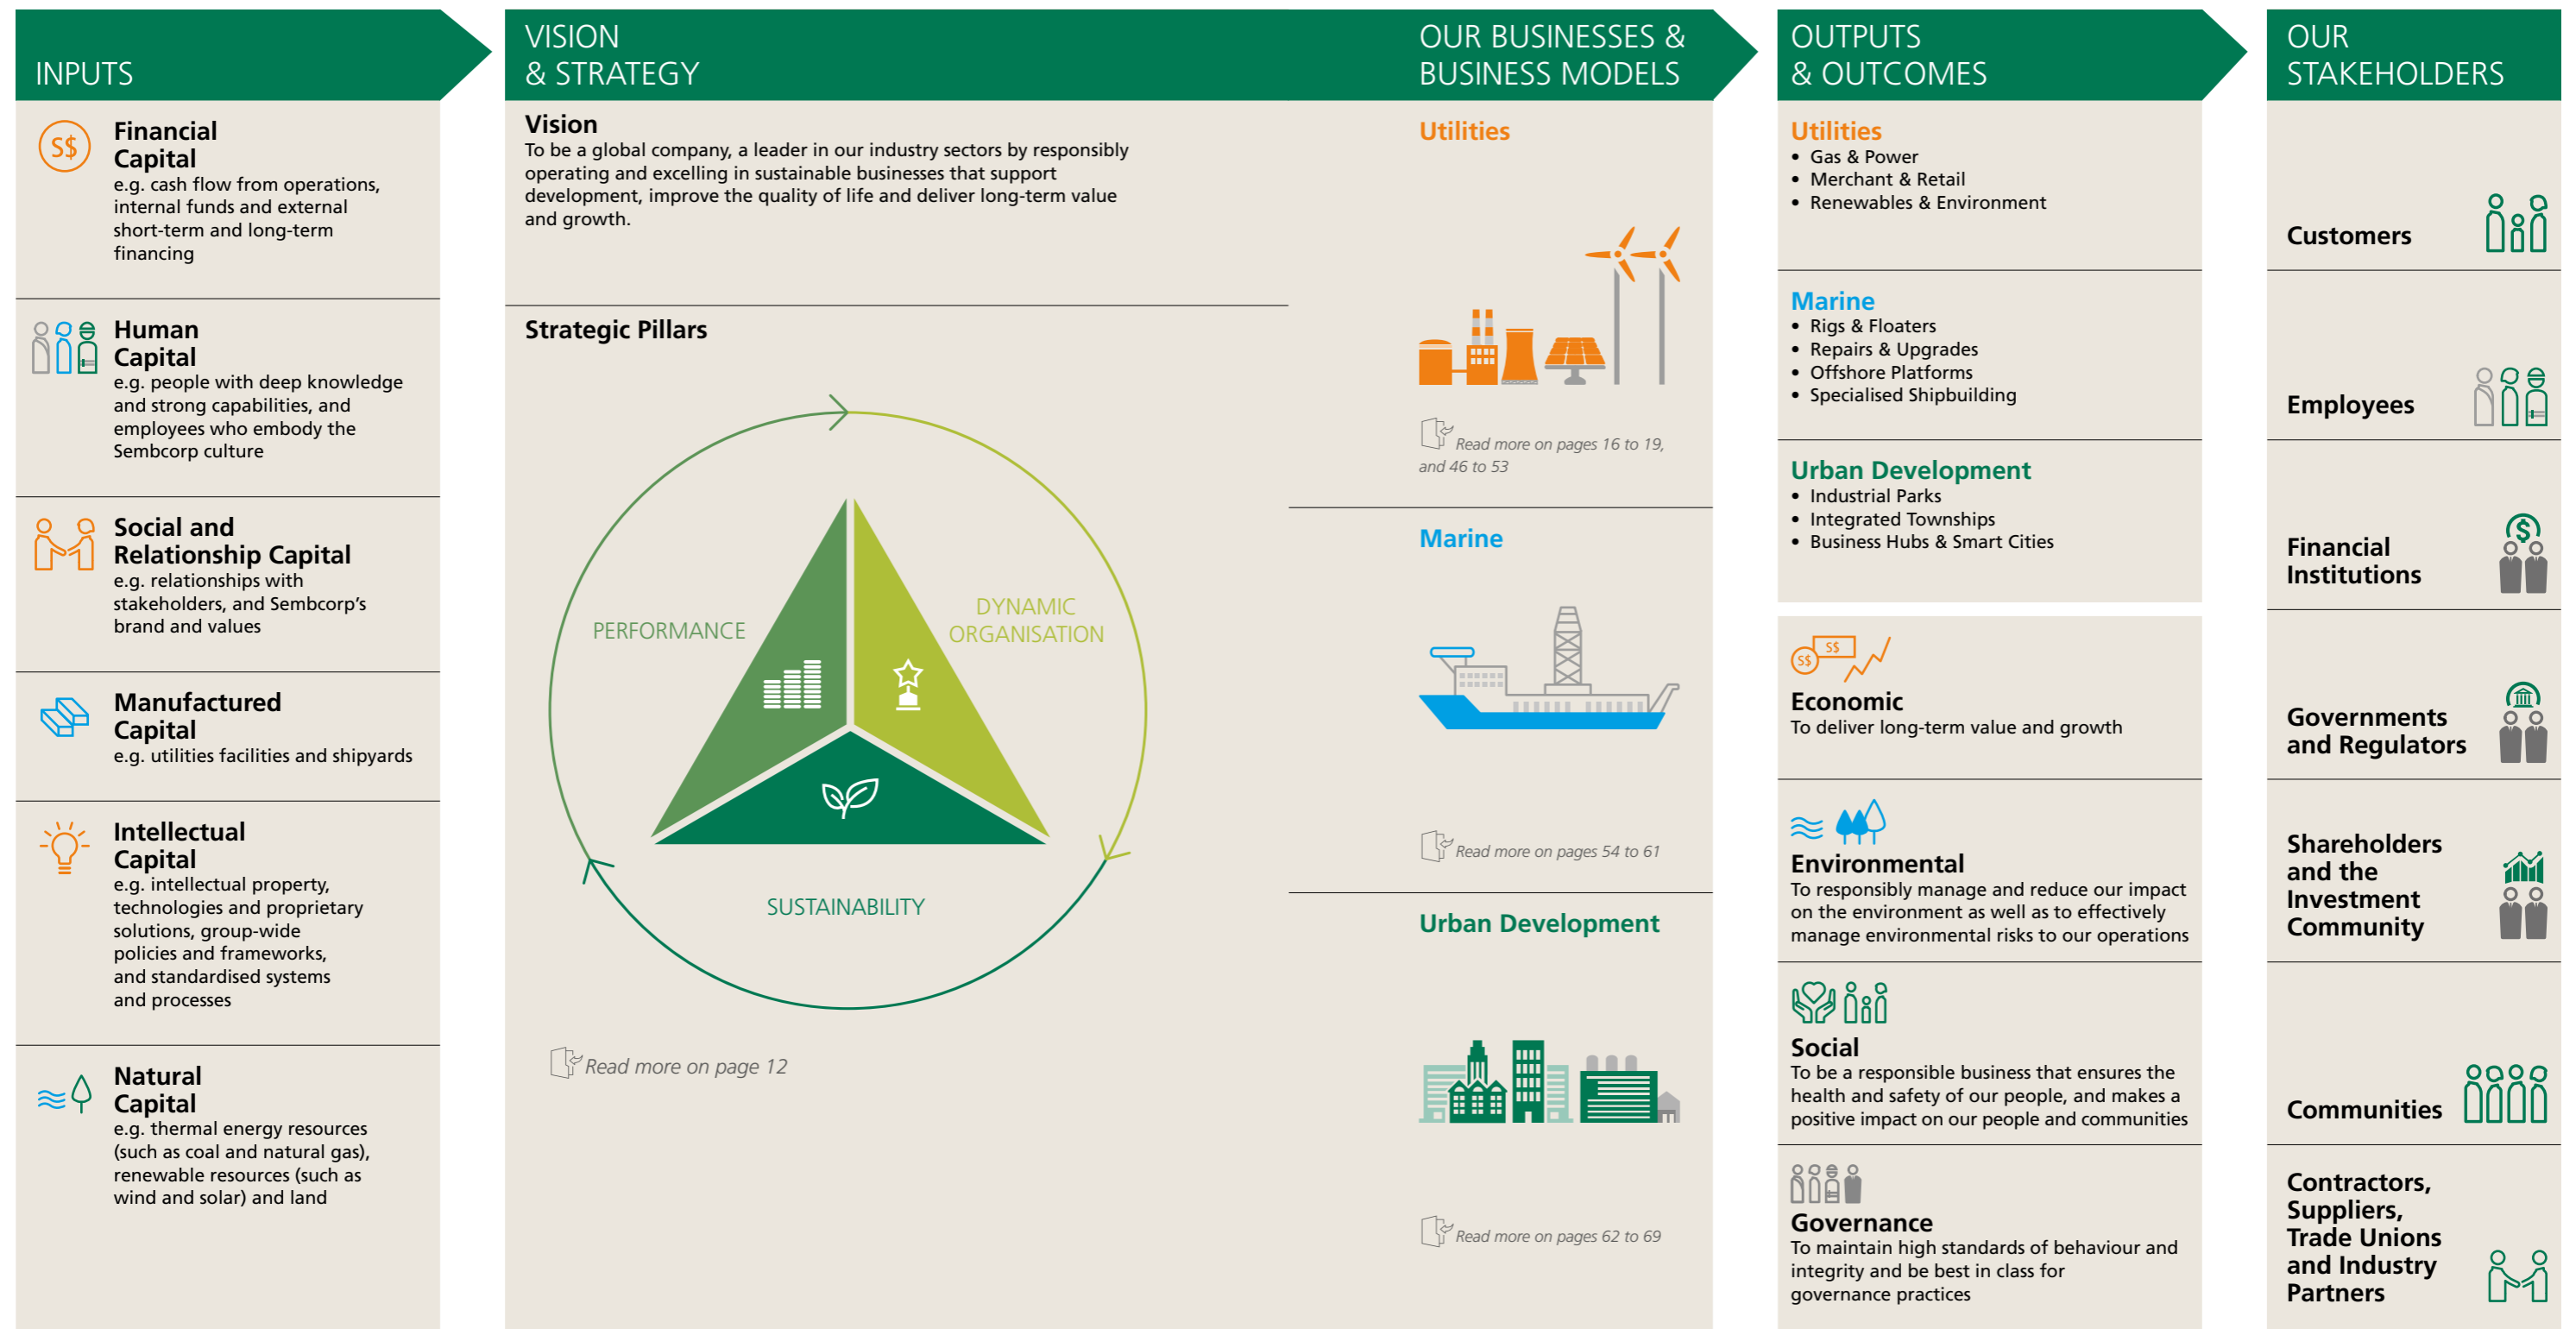 INPUTS
S$
Financial
Capital
e.g. cash flow from operations,
internal funds and external
short-term and long-term
financing
Human
Capital
e.g. people with deep knowledge
and strong capabilities, and
employees who embody the
Sembcorp culture
Social and
Relationship Capital
e.g. relationships with
stakeholders, and Sembcorp’s
brand and values
Manufactured
Capital
e.g. utilities facilities and shipyards
Intellectual
Capital
e.g. intellectual property,
technologies and proprietary
solutions, group-wide
policies and frameworks,
and standardised systems
and processes
Natural
Capital
e.g. thermal energy resources
(such as coal and natural gas),
renewable resources (such as
wind and solar) and land
VISION
& STRATEGY
Vision
To be a global company, a leader in our industry sectors by responsibly
operating and excelling in sustainable businesses that support
development, improve the quality of life and deliver long-term value
and growth.
Strategic Pillars
PERFORMANCE
DYNAMIC
ORGANISATION
SUSTAINABILITY
Read more on page 12
OUR BUSINESSES &
BUSINESS MODELS
Utilities
Read more on pages 16 to 19,
and 46 to 53
Marine
Read more on pages 54 to 61
Urban Development
Read more on pages 62 to 69
OUTPUTS
& OUTCOMES
Utilities
• Gas & Power
• Merchant & Retail
• Renewables & Environment
Marine
• Rigs & Floaters
• Repairs & Upgrades
• Offshore Platforms
• Specialised Shipbuilding
Urban Development
• Industrial Parks
• Integrated Townships
• Business Hubs & Smart Cities
S$
S$
Economic
To deliver long-term value and growth
Environmental
To responsibly manage and reduce our impact
on the environment as well as to effectively
manage environmental risks to our operations
Social
To be a responsible business that ensures the
health and safety of our people, and makes a
positive impact on our people and communities
Governance
To maintain high standards of behaviour and
integrity and be best in class for
governance practices
OUR
STAKEHOLDERS
Customers
Employees
$
Financial
Institutions
Governments
and Regulators
Shareholders
and the
Investment
Community
Communities
Contractors,
Suppliers,
Trade Unions
and Industry
Partners